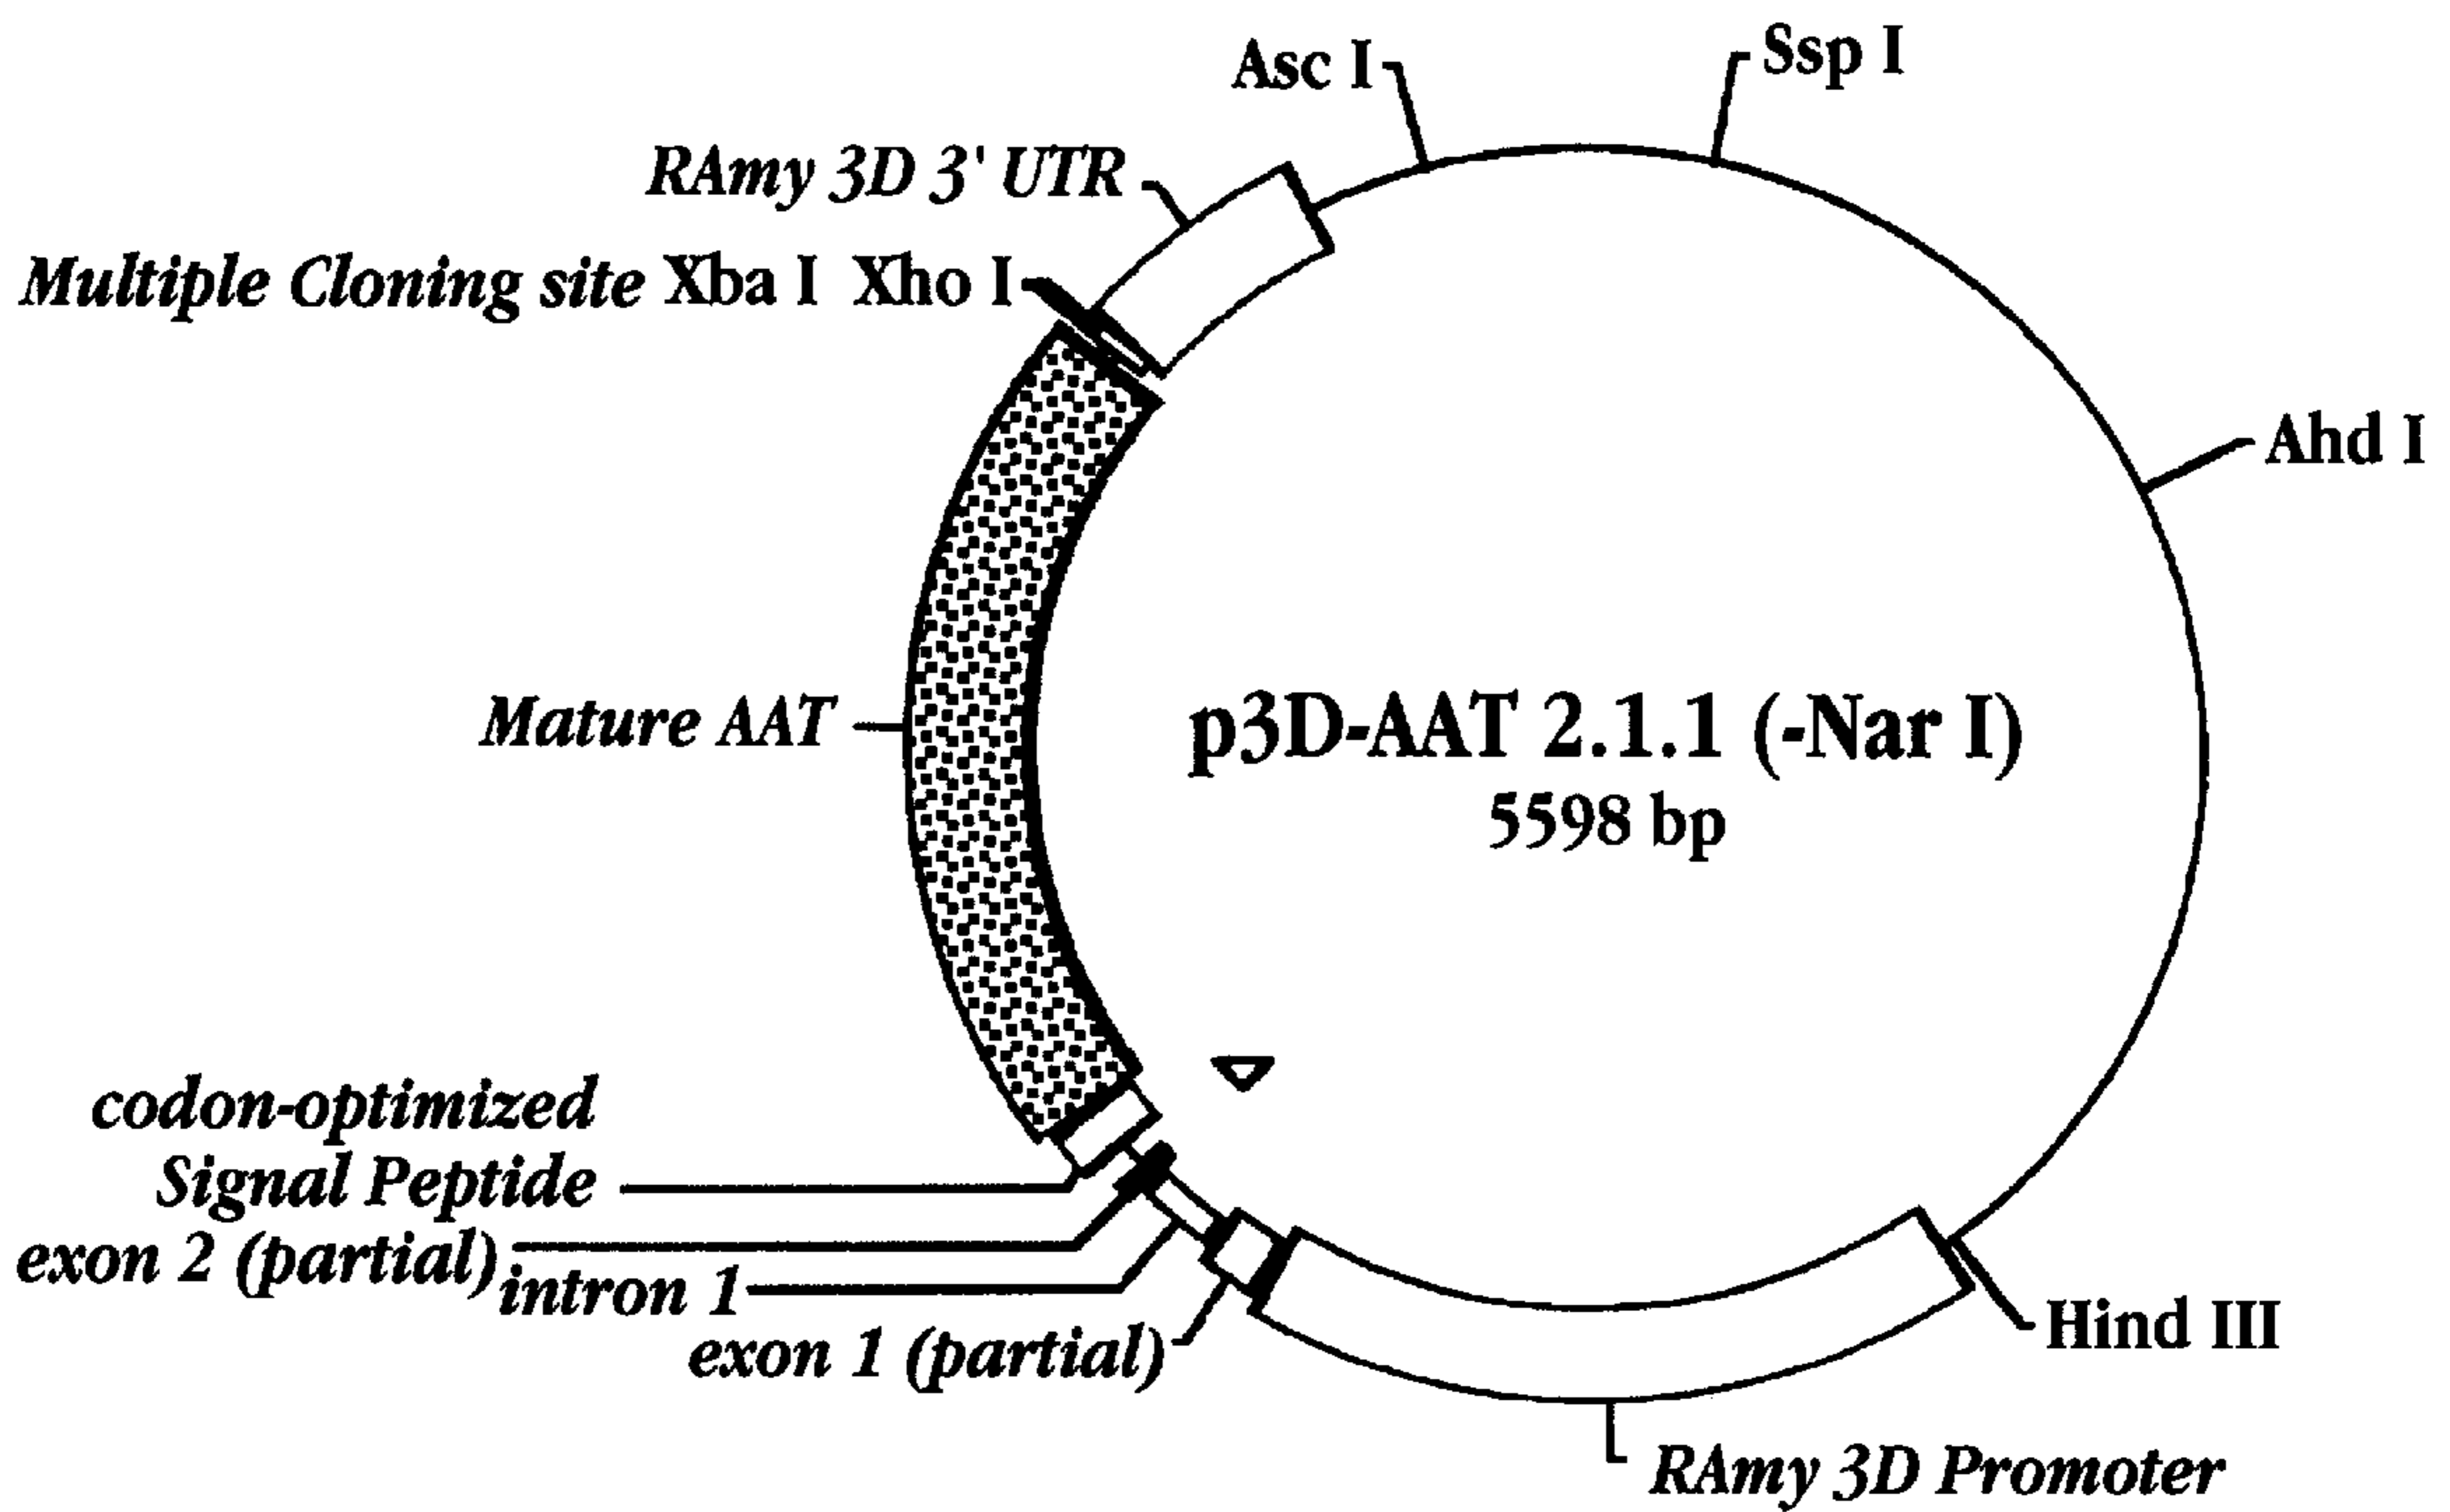 Asc I
Ssp I
RAmy 3D 3' UTR
Multiple Cloning site Xba I Xho I
Ahd I
Mature AAT
p3D-AAT 2.1.1 (-Nar I)
5598 bp
codon-optimized
Signal Peptide
exon 2 (partial)
intron 1
exon 1 (partial)
Hind III
RAmy 3D Promoter